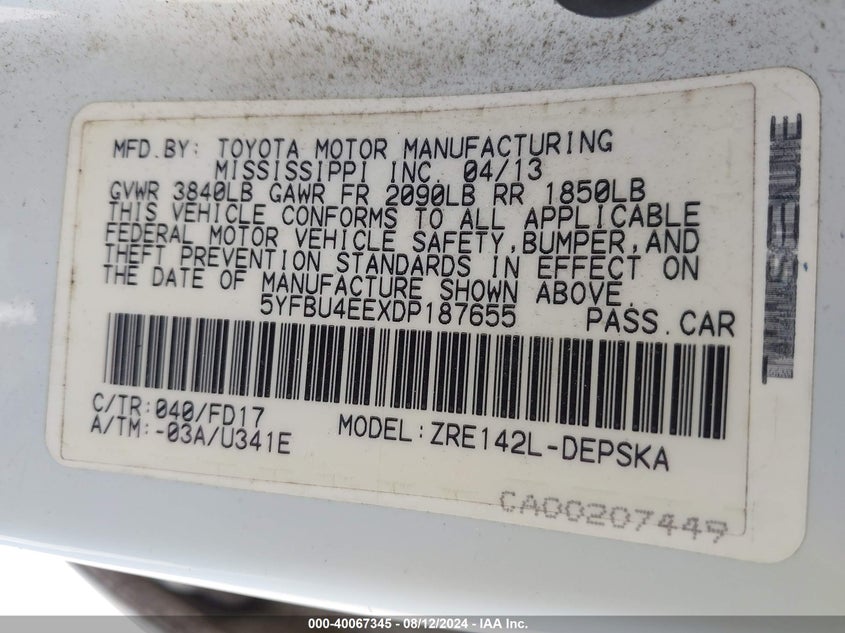 MFD.BY: TOYOTA MOTOR MANUFACTURING
MISSISSIPPI INC. 04/13
GVWR 3840LB GAWR FR 2090LB RR 1850LB
THIS VEHICLE CONFORMS TO ALL APPLICABLE
FEDERAL MOTOR VEHICLE SAFETY,BUMPER,AND
THEFT PREVENTION STANDARDS IN EFFECT ON
THE DATE OF MANUFACTURE SHOWN ABOVE.
5YFBU4EEXDP187655 PASS.CAR
C/TR:040/FD17
A/TM:-03A/U341E MODEL:ZRE142L-DEPSKA
CA00207449
000-40067345 - 08/12/2024 - IAA Inc.